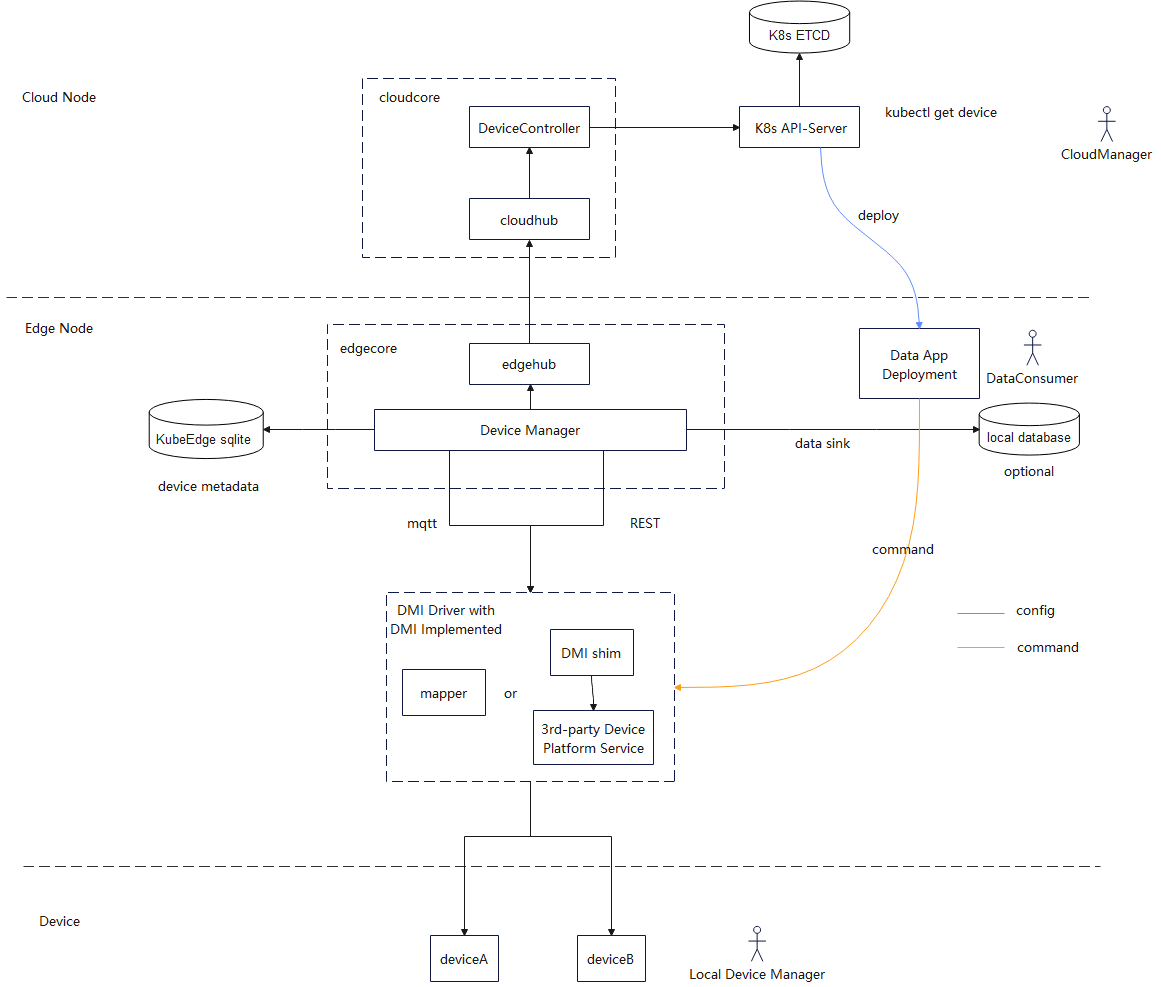 K8s ETCD
Cloud Node
cloudcore
DeviceController
K8s API-Server
kubectl get device
CloudManager
cloudhub
deploy
Edge Node
edgecore
edgehub
Data App
Deployment
DataConsumer
KubeEdge sqlite
Device Manager
data sink
local database
optional
device metadata
mqtt
REST
command
DMI Driver with
DMI Implemented
DMI shim
mapper
or
3rd-party Device
Platform Service
config
command
Device
deviceA
deviceB
Local Device Manager